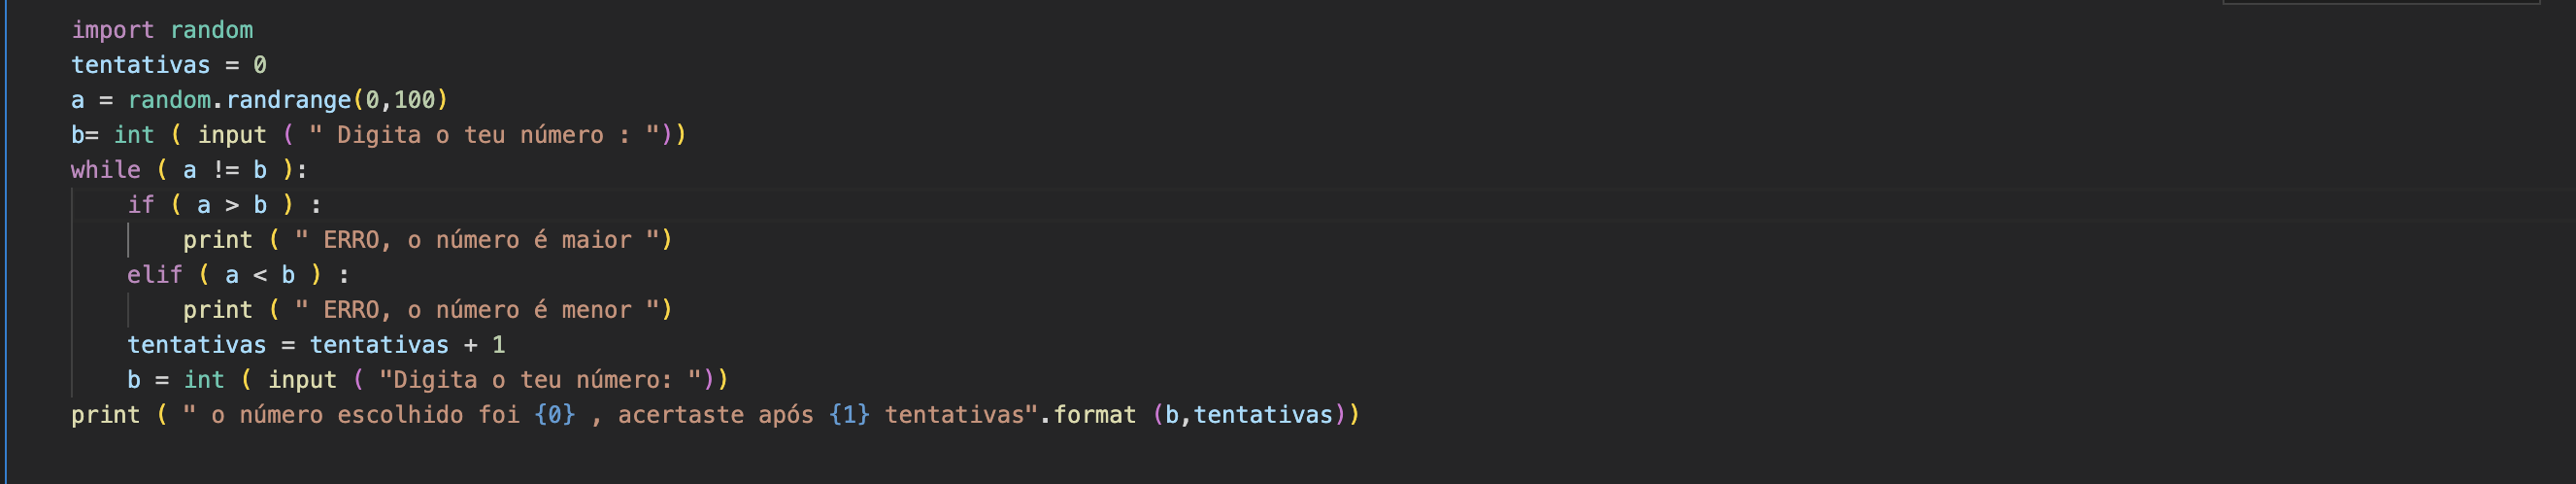 import random
tentativas = 0
a = random.randrange(0,100)
b= int ( input ( " Digita o teu número : "))
while ( a != b ):
    if ( a > b ) :
        print ( " ERRO, o número é maior ")
    elif ( a < b ) :
        print ( " ERRO, o número é menor ")
    tentativas = tentativas + 1
    b = int ( input ( "Digita o teu número: "))
print ( " o número escolhido foi {0} , acertaste após {1} tentativas".format (b,tentativas))